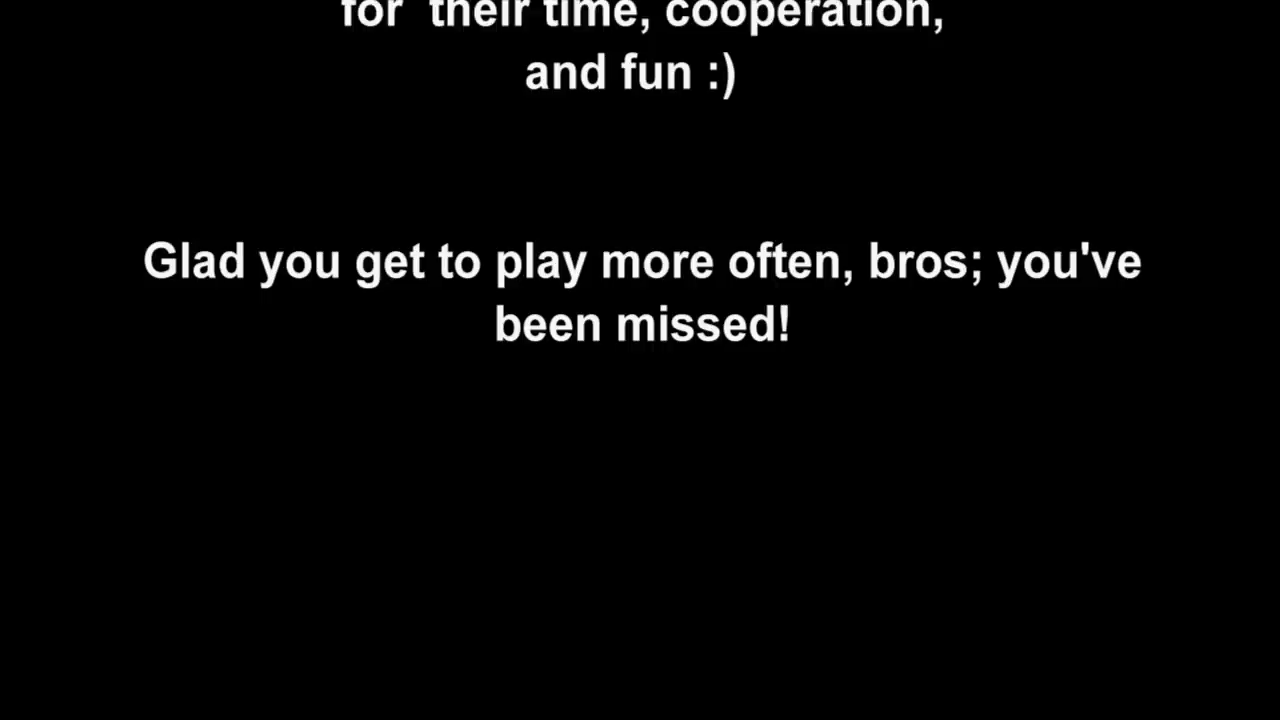 for  their time, cooperation,
and fun :)
Glad you get to play more often, bros; you've
been missed!